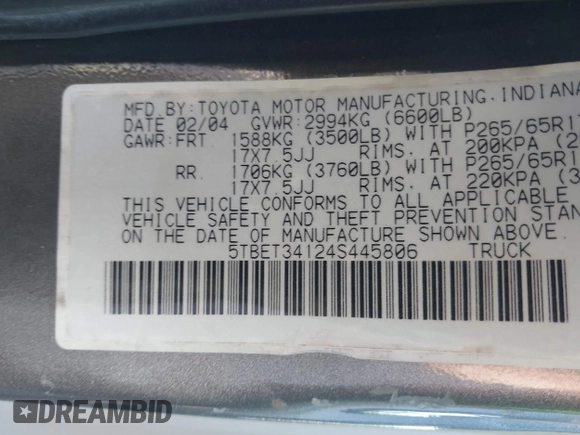 MFD.BY:TOYOTA MOTOR MANUFACTURING.INDIANA
DATE 02/04 GVWR:2994KG (6600LB)
GAWR:FRT 1588KG (3500LB) WITH P265/65R17
17X7.5JJ RIMS. AT 200KPA (2
RR. 1706KG (3760LB) WITH P265/65R1
17X7.5JJ RIMS. AT 220KPA (3
THIS VEHICLE CONFORMS TO ALL APPLICABLE
VEHICLE SAFETY AND THEFT PREVENTION STAN
ON THE DATE OF MANUFACTURE SHOWN ABOVE.
5TBET34124S445806 TRUCK
DREAMBID